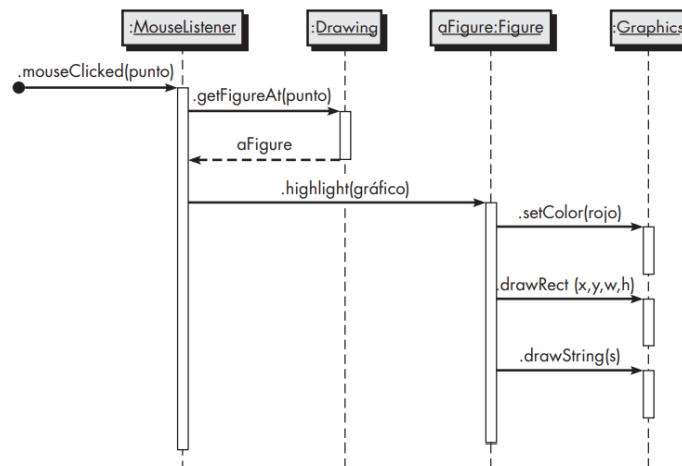 :MouseListener
:Drawing
aFigure:Figure
:Graphics
.mouseClicked(punto)
.getFigureAt(punto)
aFigure
.highlight(gráfico)
.setColor(rojo)
.drawRect (x,y,w,h)
.drawString(s)